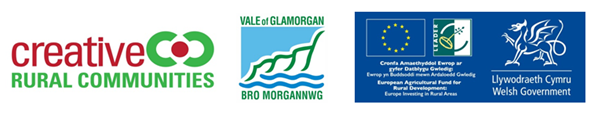 creative
RURAL COMMUNITIES
VALE of GLAMORGAN
BRO MORGANNWG
LEADER
Cronfa Amaethyddol Ewrop ar
gyfer Datblygu Gwledig:
Ewrop yn Buddsoddi mewn Ardaloedd Gwledig
European Agricultural Fund for
Rural Development:
Europe Investing in Rural Areas
Llywodraeth Cymru
Welsh Government